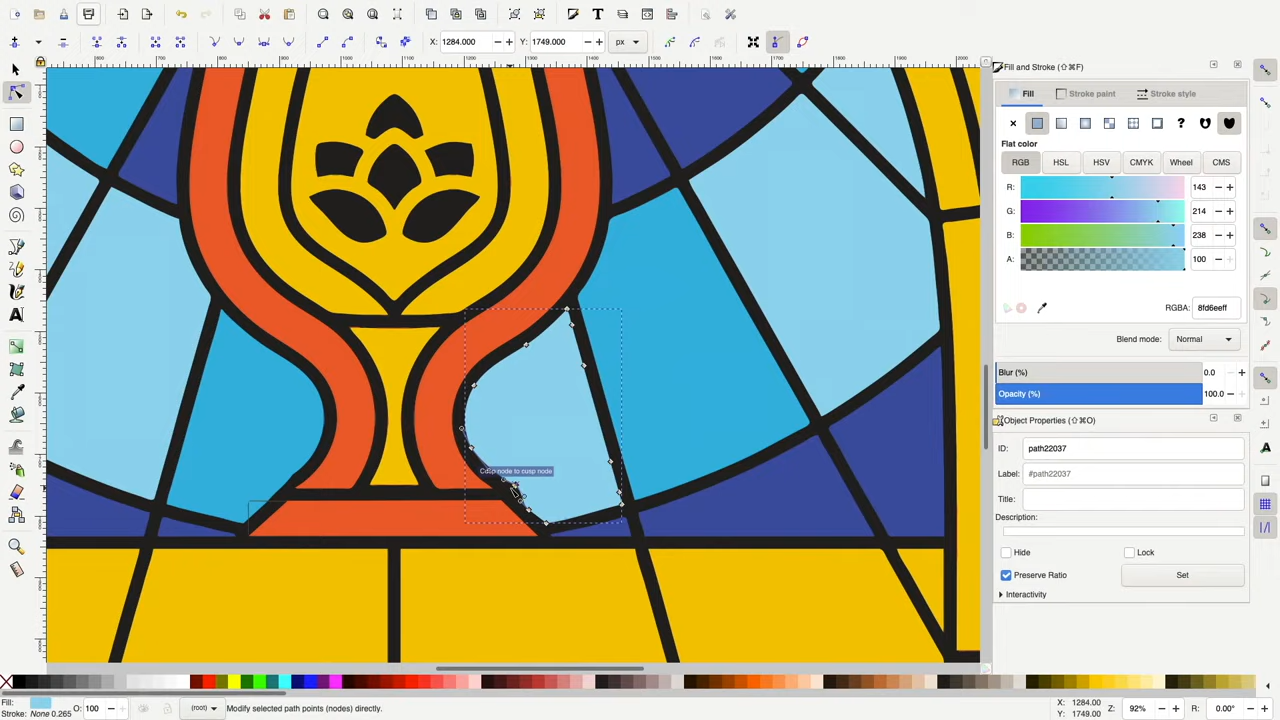 X: 1284.000 − + Y: 1749.000 − + px
Fill and Stroke (⇧⌘F)
Fill Stroke paint Stroke style
Flat color
RGB HSL HSV CMYK Wheel CMS
R: 143 − +
G: 214 − +
B: 238 − +
A: 100 − +
RGBA: 8fd6eeff
Blend mode: Normal
Blur (%) 0.0 − +
Opacity (%) 100.0 − +
Object Properties (⇧⌘O)
ID: path22037
Label: #path22037
Title:
Description:
Hide Lock
Preserve Ratio Set
Interactivity
Cusp node to cusp node
Fill:
Stroke: None 0.265
O: 100 − +
(root)
Modify selected path points (nodes) directly.
X: 1284.00
Y: 1749.00
Z: 92% − +
R: 0.00° − +